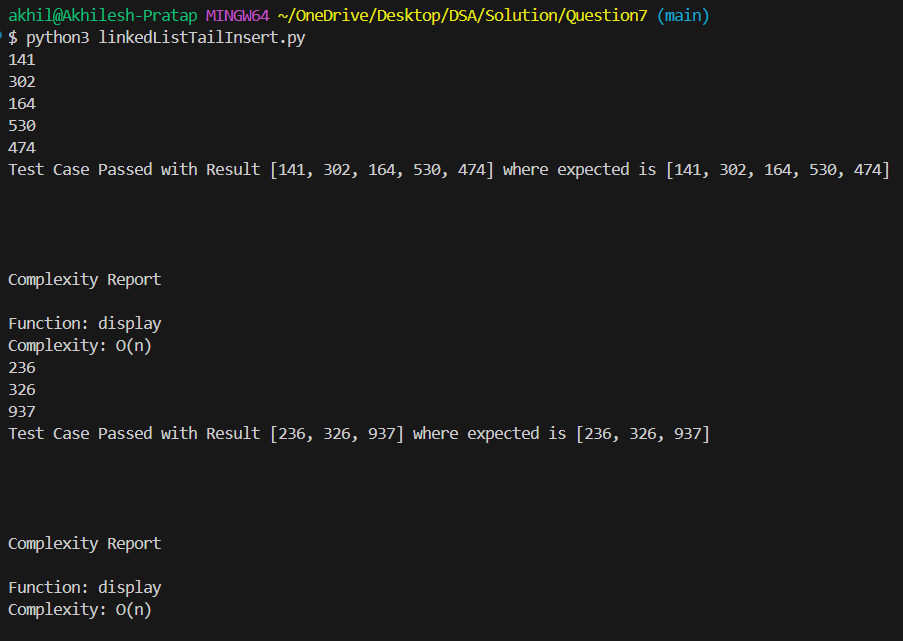 akhil@Akhilesh-Pratap MINGW64 ~/OneDrive/Desktop/DSA/Solution/Question7 (main)
$ python3 linkedListTailInsert.py
141
302
164
530
474
Test Case Passed with Result [141, 302, 164, 530, 474] where expected is [141, 302, 164, 530, 474]
Complexity Report
Function: display
Complexity: O(n)
236
326
937
Test Case Passed with Result [236, 326, 937] where expected is [236, 326, 937]
Complexity Report
Function: display
Complexity: O(n)